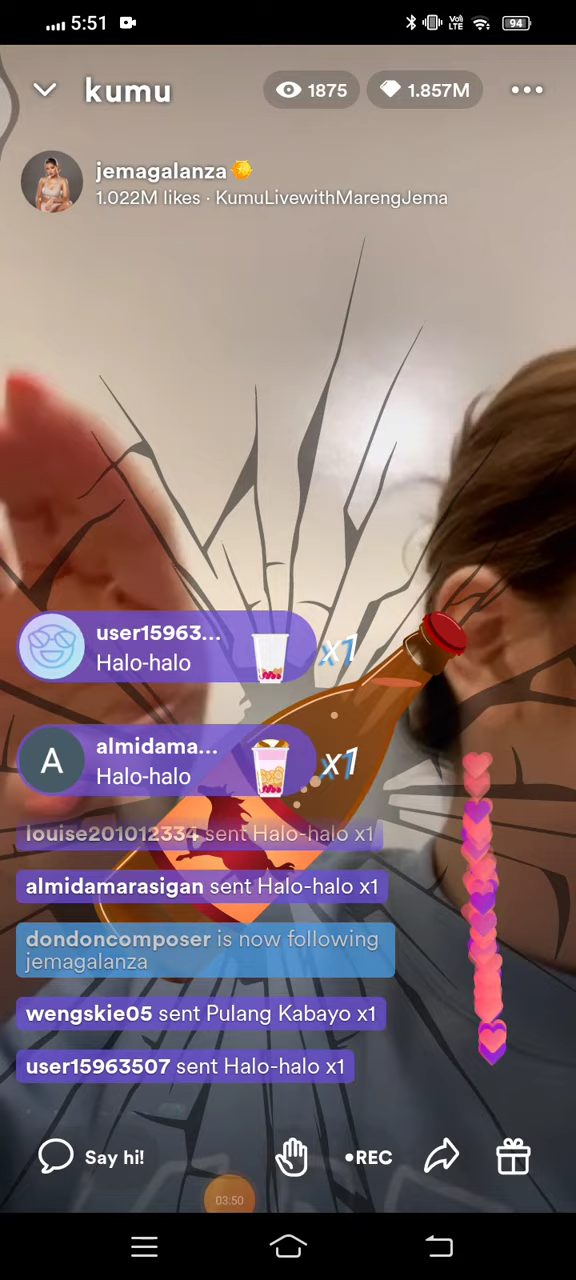 5:51
Voi)
LTE
94
kumu
1875
1.857M
jemagalanza
1.022M likes · KumuLivewithMarengJema
user15963...
Halo-halo
x1
A
almidama...
Halo-halo
x1
louise201012334 sent Halo-halo x1
almidamarasigan sent Halo-halo x1
dondoncomposer is now following
jemagalanza
wengskie05 sent Pulang Kabayo x1
user15963507 sent Halo-halo x1
Say hi!
•REC
03:50